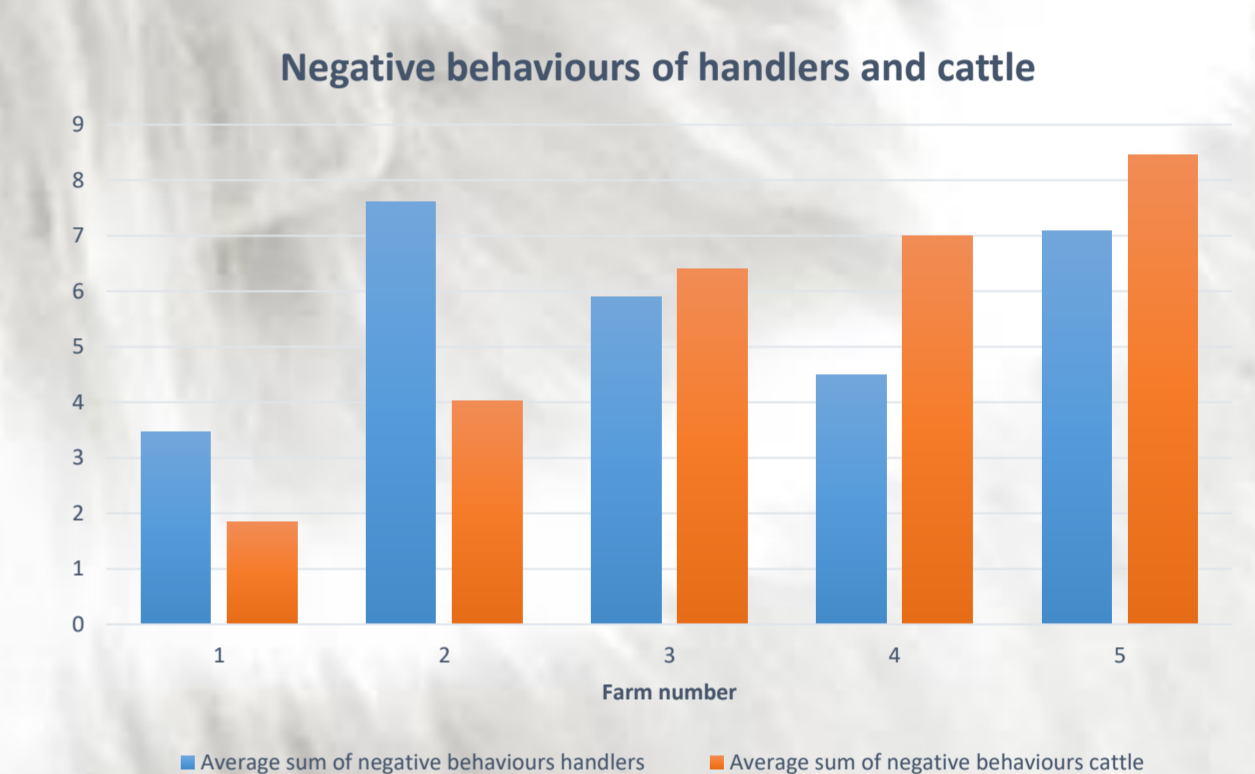 Negative behaviours of handlers and cattle
9
8
7
6
5
4
3
2
1
0
1 2 3 4 5
Farm number
Average sum of negative behaviours handlers Average sum of negative behaviours cattle